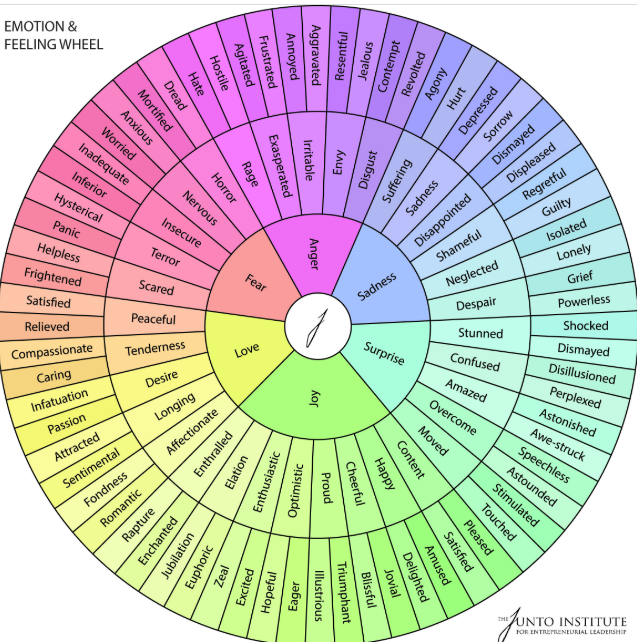 EMOTION &
FEELING WHEEL
Anger
Sadness
Surprise
Joy
Love
Fear
Rage
Exasperated
Irritable
Envy
Disgust
Suffering
Sadness
Disappointed
Shameful
Neglected
Despair
Stunned
Confused
Amazed
Overcome
Moved
Content
Happy
Cheerful
Proud
Optimistic
Enthusiastic
Elation
Enthralled
Affectionate
Longing
Desire
Tenderness
Peaceful
Scared
Terror
Insecure
Nervous
Horror
Hate
Hostile
Agitated
Frustrated
Annoyed
Aggravated
Resentful
Jealous
Contempt
Revolted
Agony
Hurt
Depressed
Sorrow
Dismayed
Displeased
Regretful
Guilty
Isolated
Lonely
Grief
Powerless
Shocked
Dismayed
Disillusioned
Perplexed
Astonished
Awe-struck
Speechless
Astounded
Stimulated
Touched
Pleased
Satisfied
Amused
Delighted
Jovial
Blissful
Triumphant
Illustrious
Eager
Hopeful
Excited
Zeal
Euphoric
Jubilation
Enchanted
Rapture
Romantic
Fondness
Sentimental
Attracted
Passion
Infatuation
Caring
Compassionate
Relieved
Satisfied
Frightened
Helpless
Panic
Hysterical
Inferior
Inadequate
Worried
Anxious
Mortified
Dread
J
THE JUNTO INSTITUTE
FOR ENTREPRENEURIAL LEADERSHIP